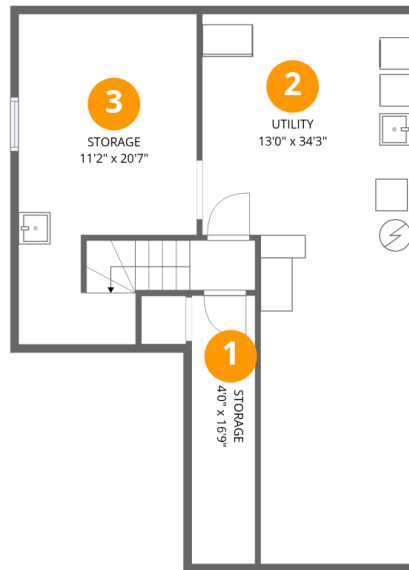 3
STORAGE
11'2" x 20'7"
2
UTILITY
13'0" x 34'3"
1
STORAGE
4'0" x 16'9"